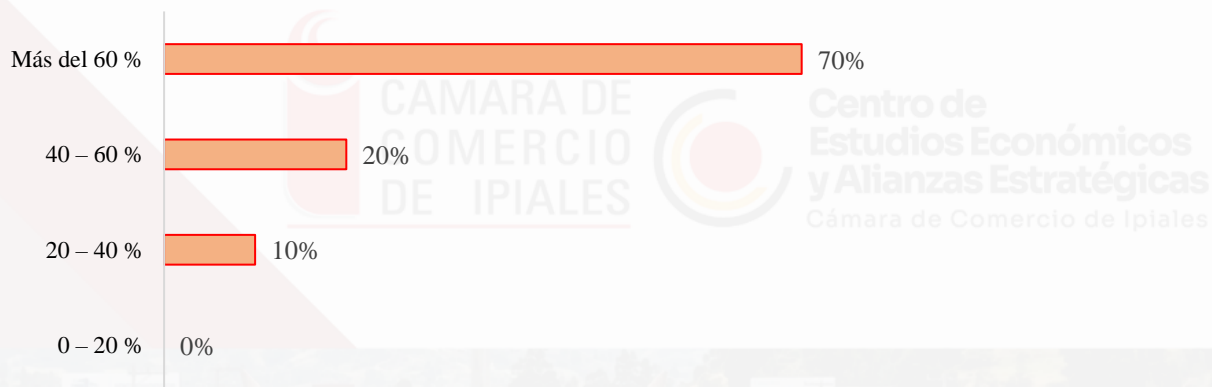 Más del 60 % 70%
40 – 60 % 20%
20 – 40 % 10%
0 – 20 % 0%
CAMARA DE
COMERCIO
DE IPIALES
Centro de
Estudios Económicos
y Alianzas Estratégicas
Cámara de Comercio de Ipiales